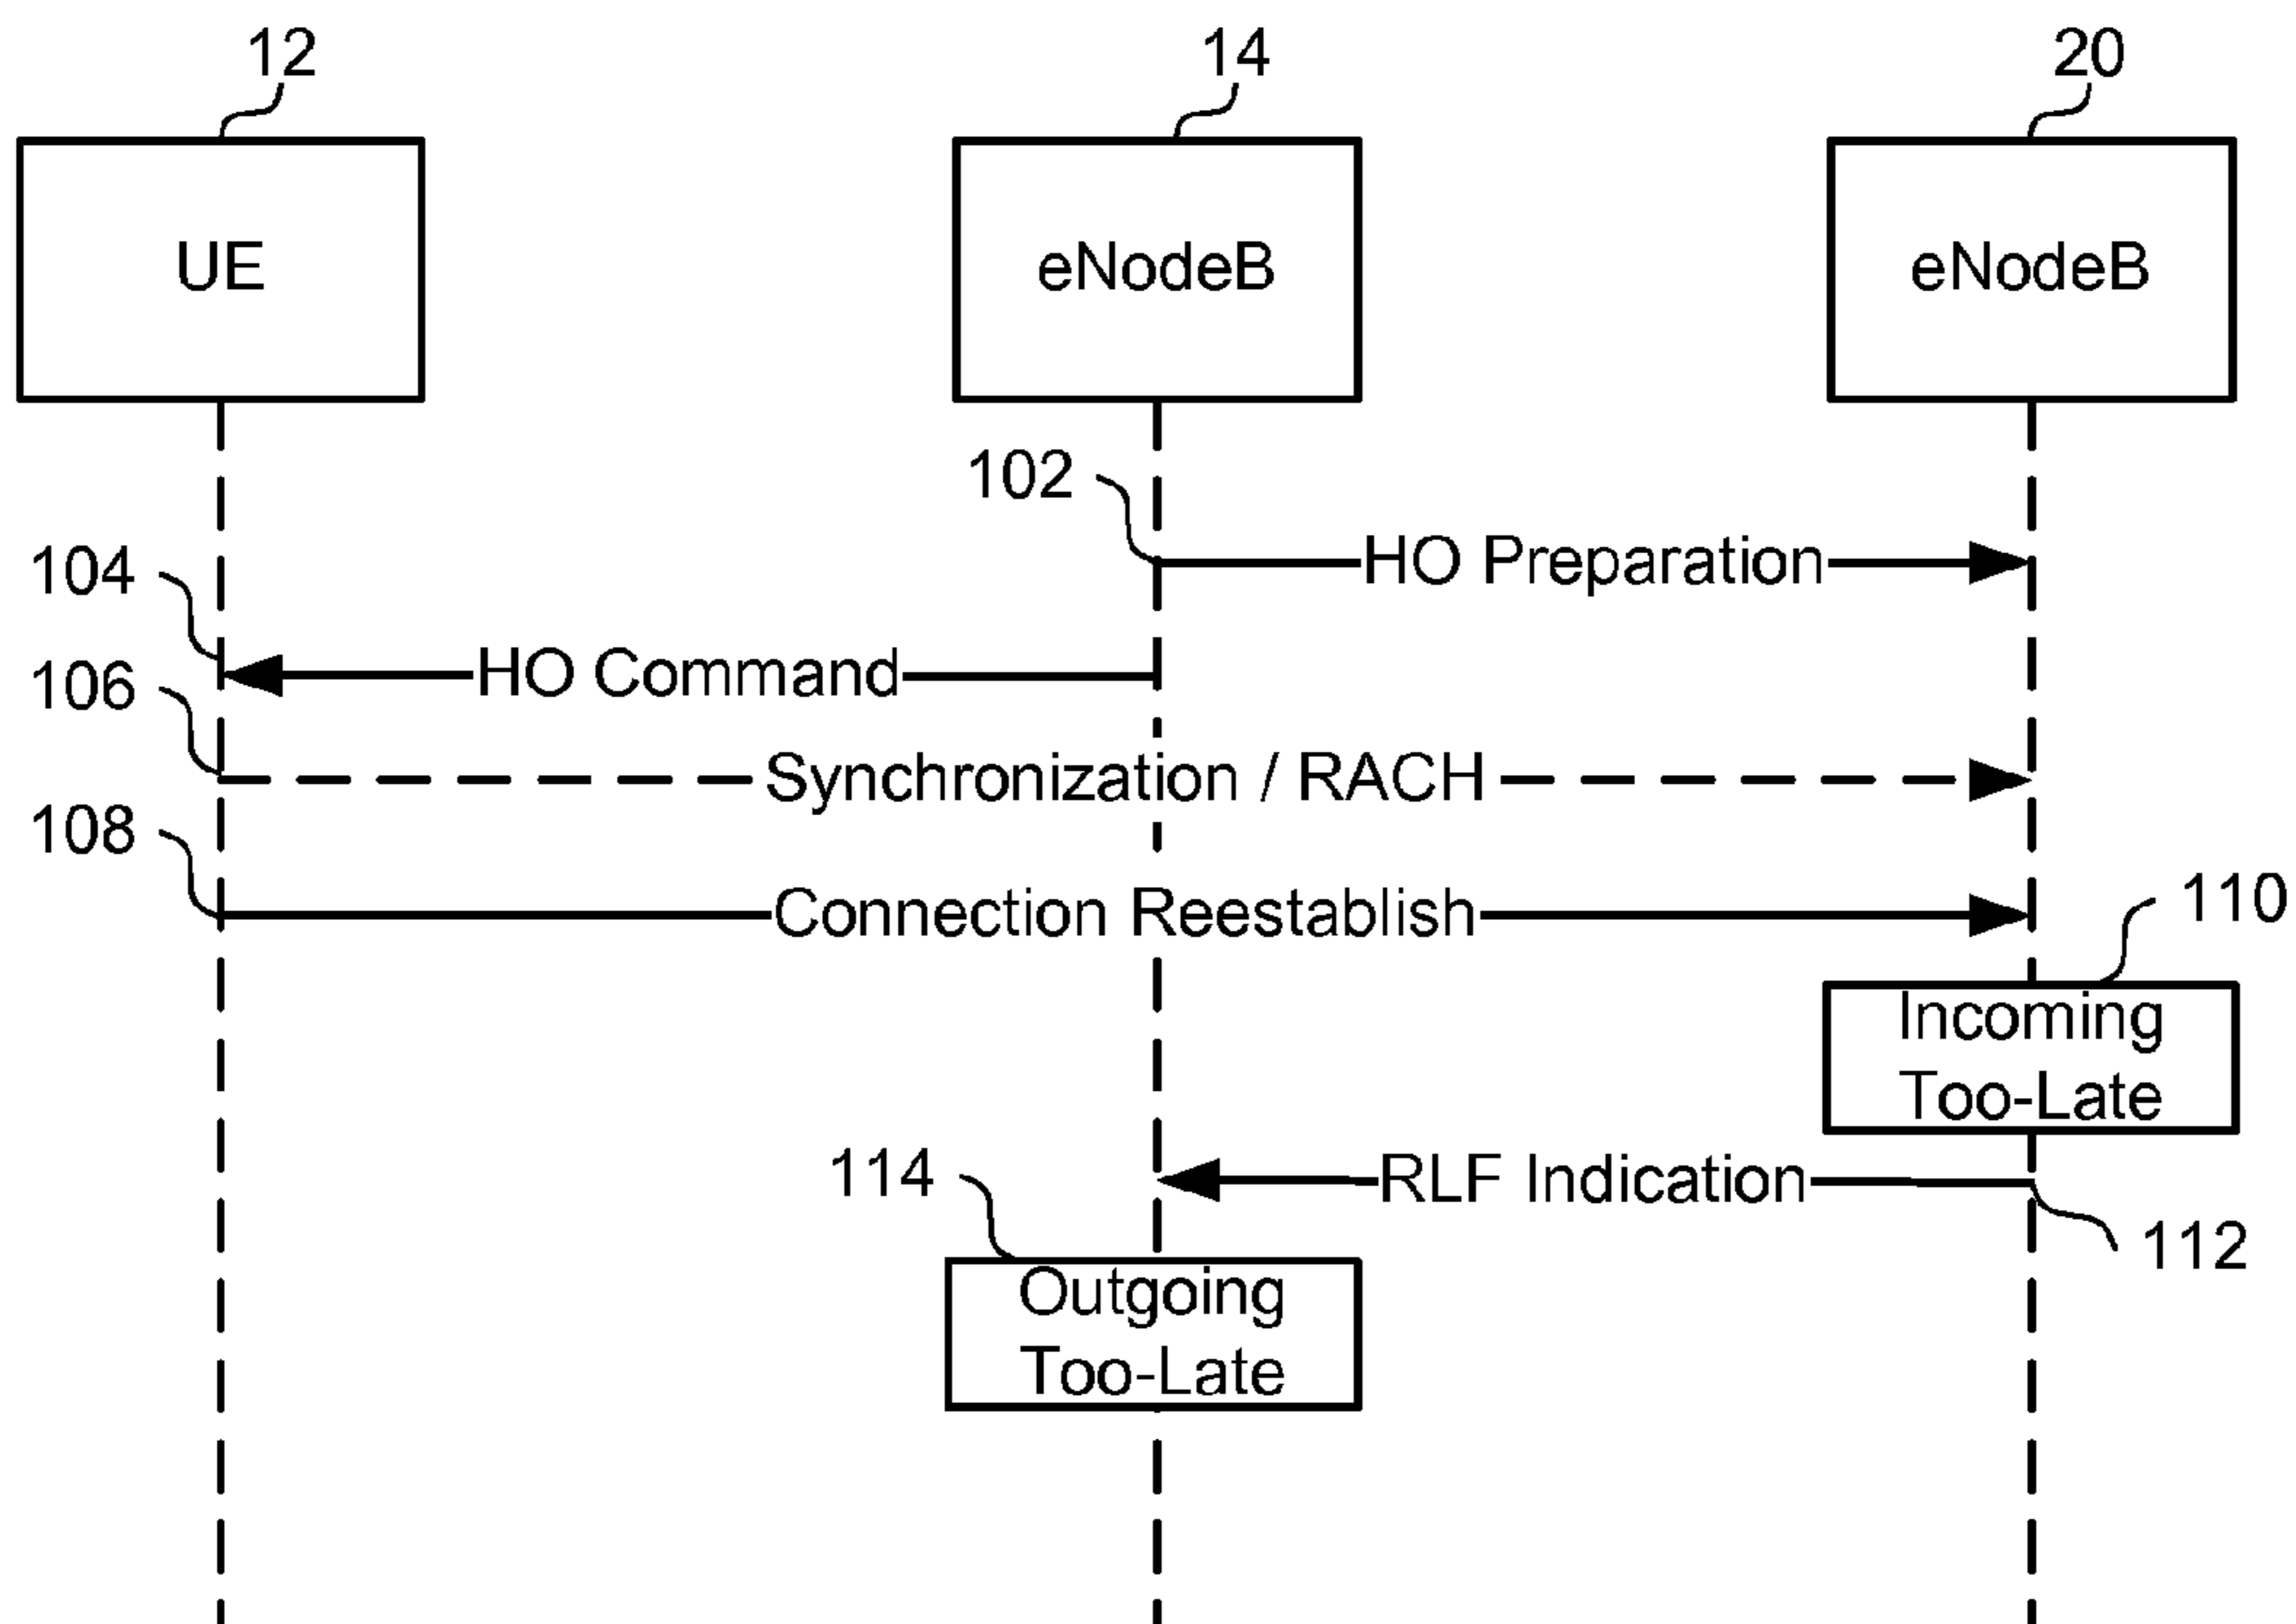 12
14
20
UE
eNodeB
eNodeB
102
HO Preparation
104
HO Command
106
Synchronization / RACH
108
Connection Reestablish
110
Incoming
Too-Late
114
RLF Indication
112
Outgoing
Too-Late